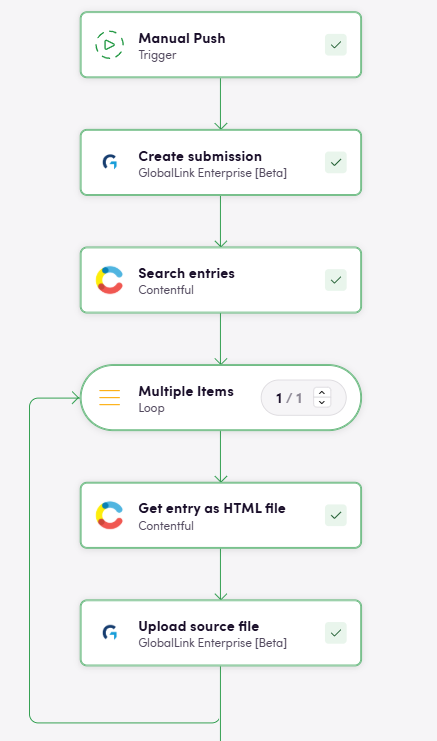 Manual Push
Trigger
Create submission
GlobalLink Enterprise [Beta]
Search entries
Contentful
Multiple Items
Loop
1 / 1
Get entry as HTML file
Contentful
Upload source file
GlobalLink Enterprise [Beta]